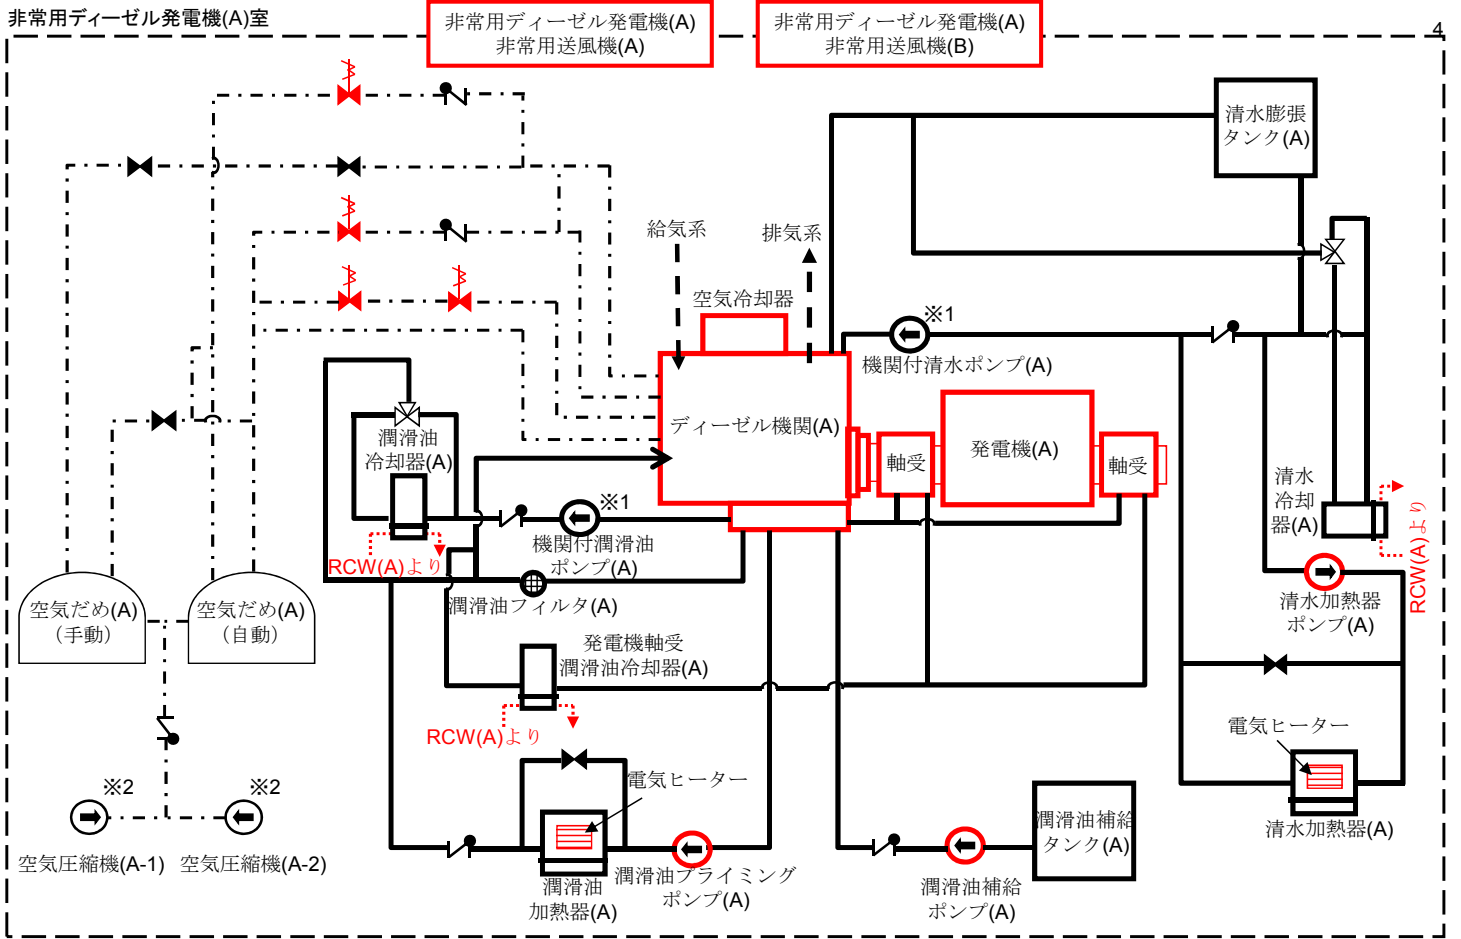 非常用ディーゼル発電機(A)室
非常用ディーゼル発電機(A)
非常用送風機(A)
非常用ディーゼル発電機(A)
非常用送風機(B)
4
清水膨張
タンク(A)
給気系
排気系
空気冷却器
※1
機関付清水ポンプ(A)
ディーゼル機関(A)
軸受
発電機(A)
軸受
潤滑油
冷却器(A)
清水
冷却
器(A)
RCW(A)より
※1
機関付潤滑油
ポンプ(A)
RCW(A)より
潤滑油フィルタ(A)
清水加熱器
ポンプ(A)
空気だめ(A)
（手動）
空気だめ(A)
（自動）
発電機軸受
潤滑油冷却器(A)
RCW(A)より
電気ヒーター
電気ヒーター
※2
※2
空気圧縮機(A-1)
空気圧縮機(A-2)
潤滑油
加熱器(A)
潤滑油プライミング
ポンプ(A)
潤滑油補給
ポンプ(A)
潤滑油補給
タンク(A)
清水加熱器(A)